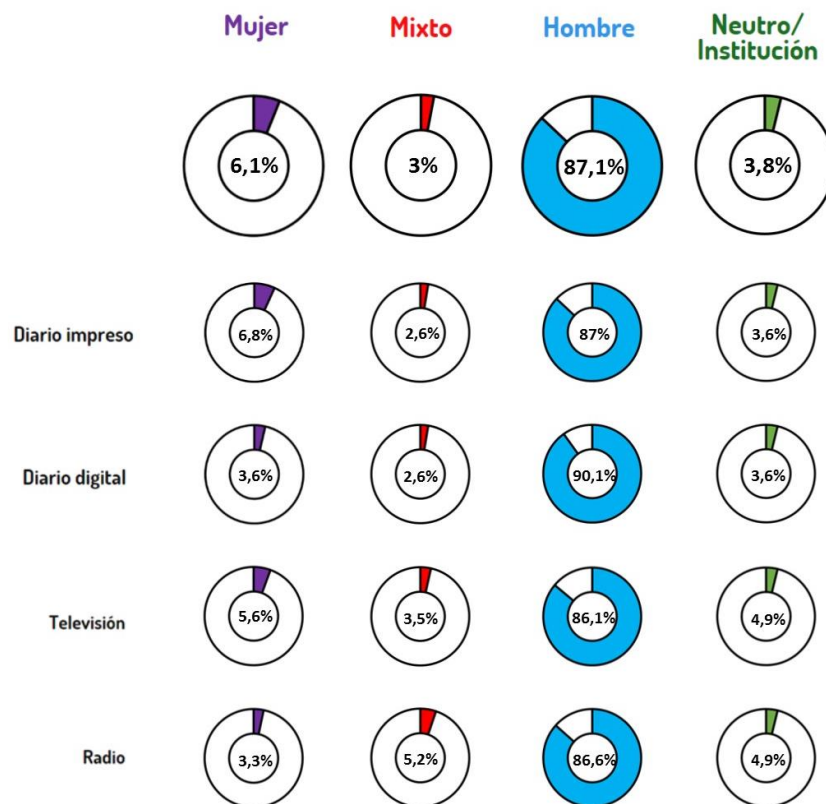 Mujer
Mixto
Hombre
Neutro/
Institución
6,1%
3%
87,1%
3,8%
Diario impreso
6,8%
2,6%
87%
3,6%
Diario digital
3,6%
2,6%
90,1%
3,6%
Televisión
5,6%
3,5%
86,1%
4,9%
Radio
3,3%
5,2%
86,6%
4,9%